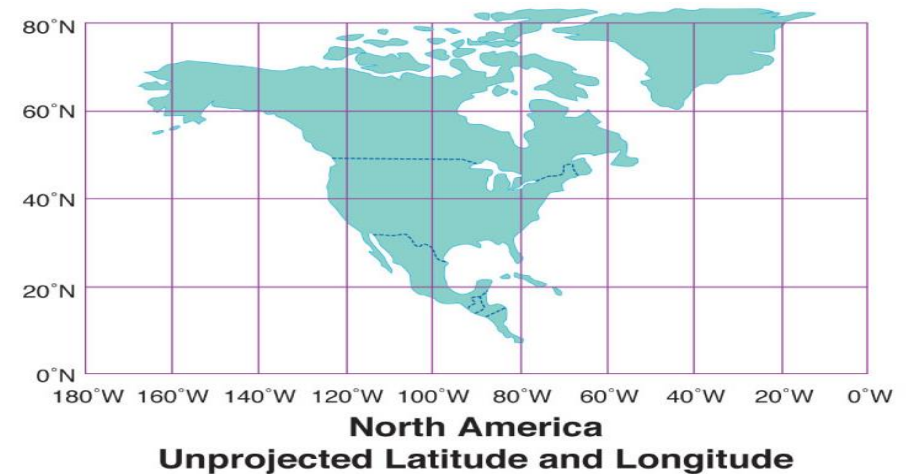 80°N
60°N
40°N
20°N
0°N
180°W 160°W 140°W 120°W 100°W 80°W 60°W 40°W 20°W 0°W
North America
Unprojected Latitude and Longitude